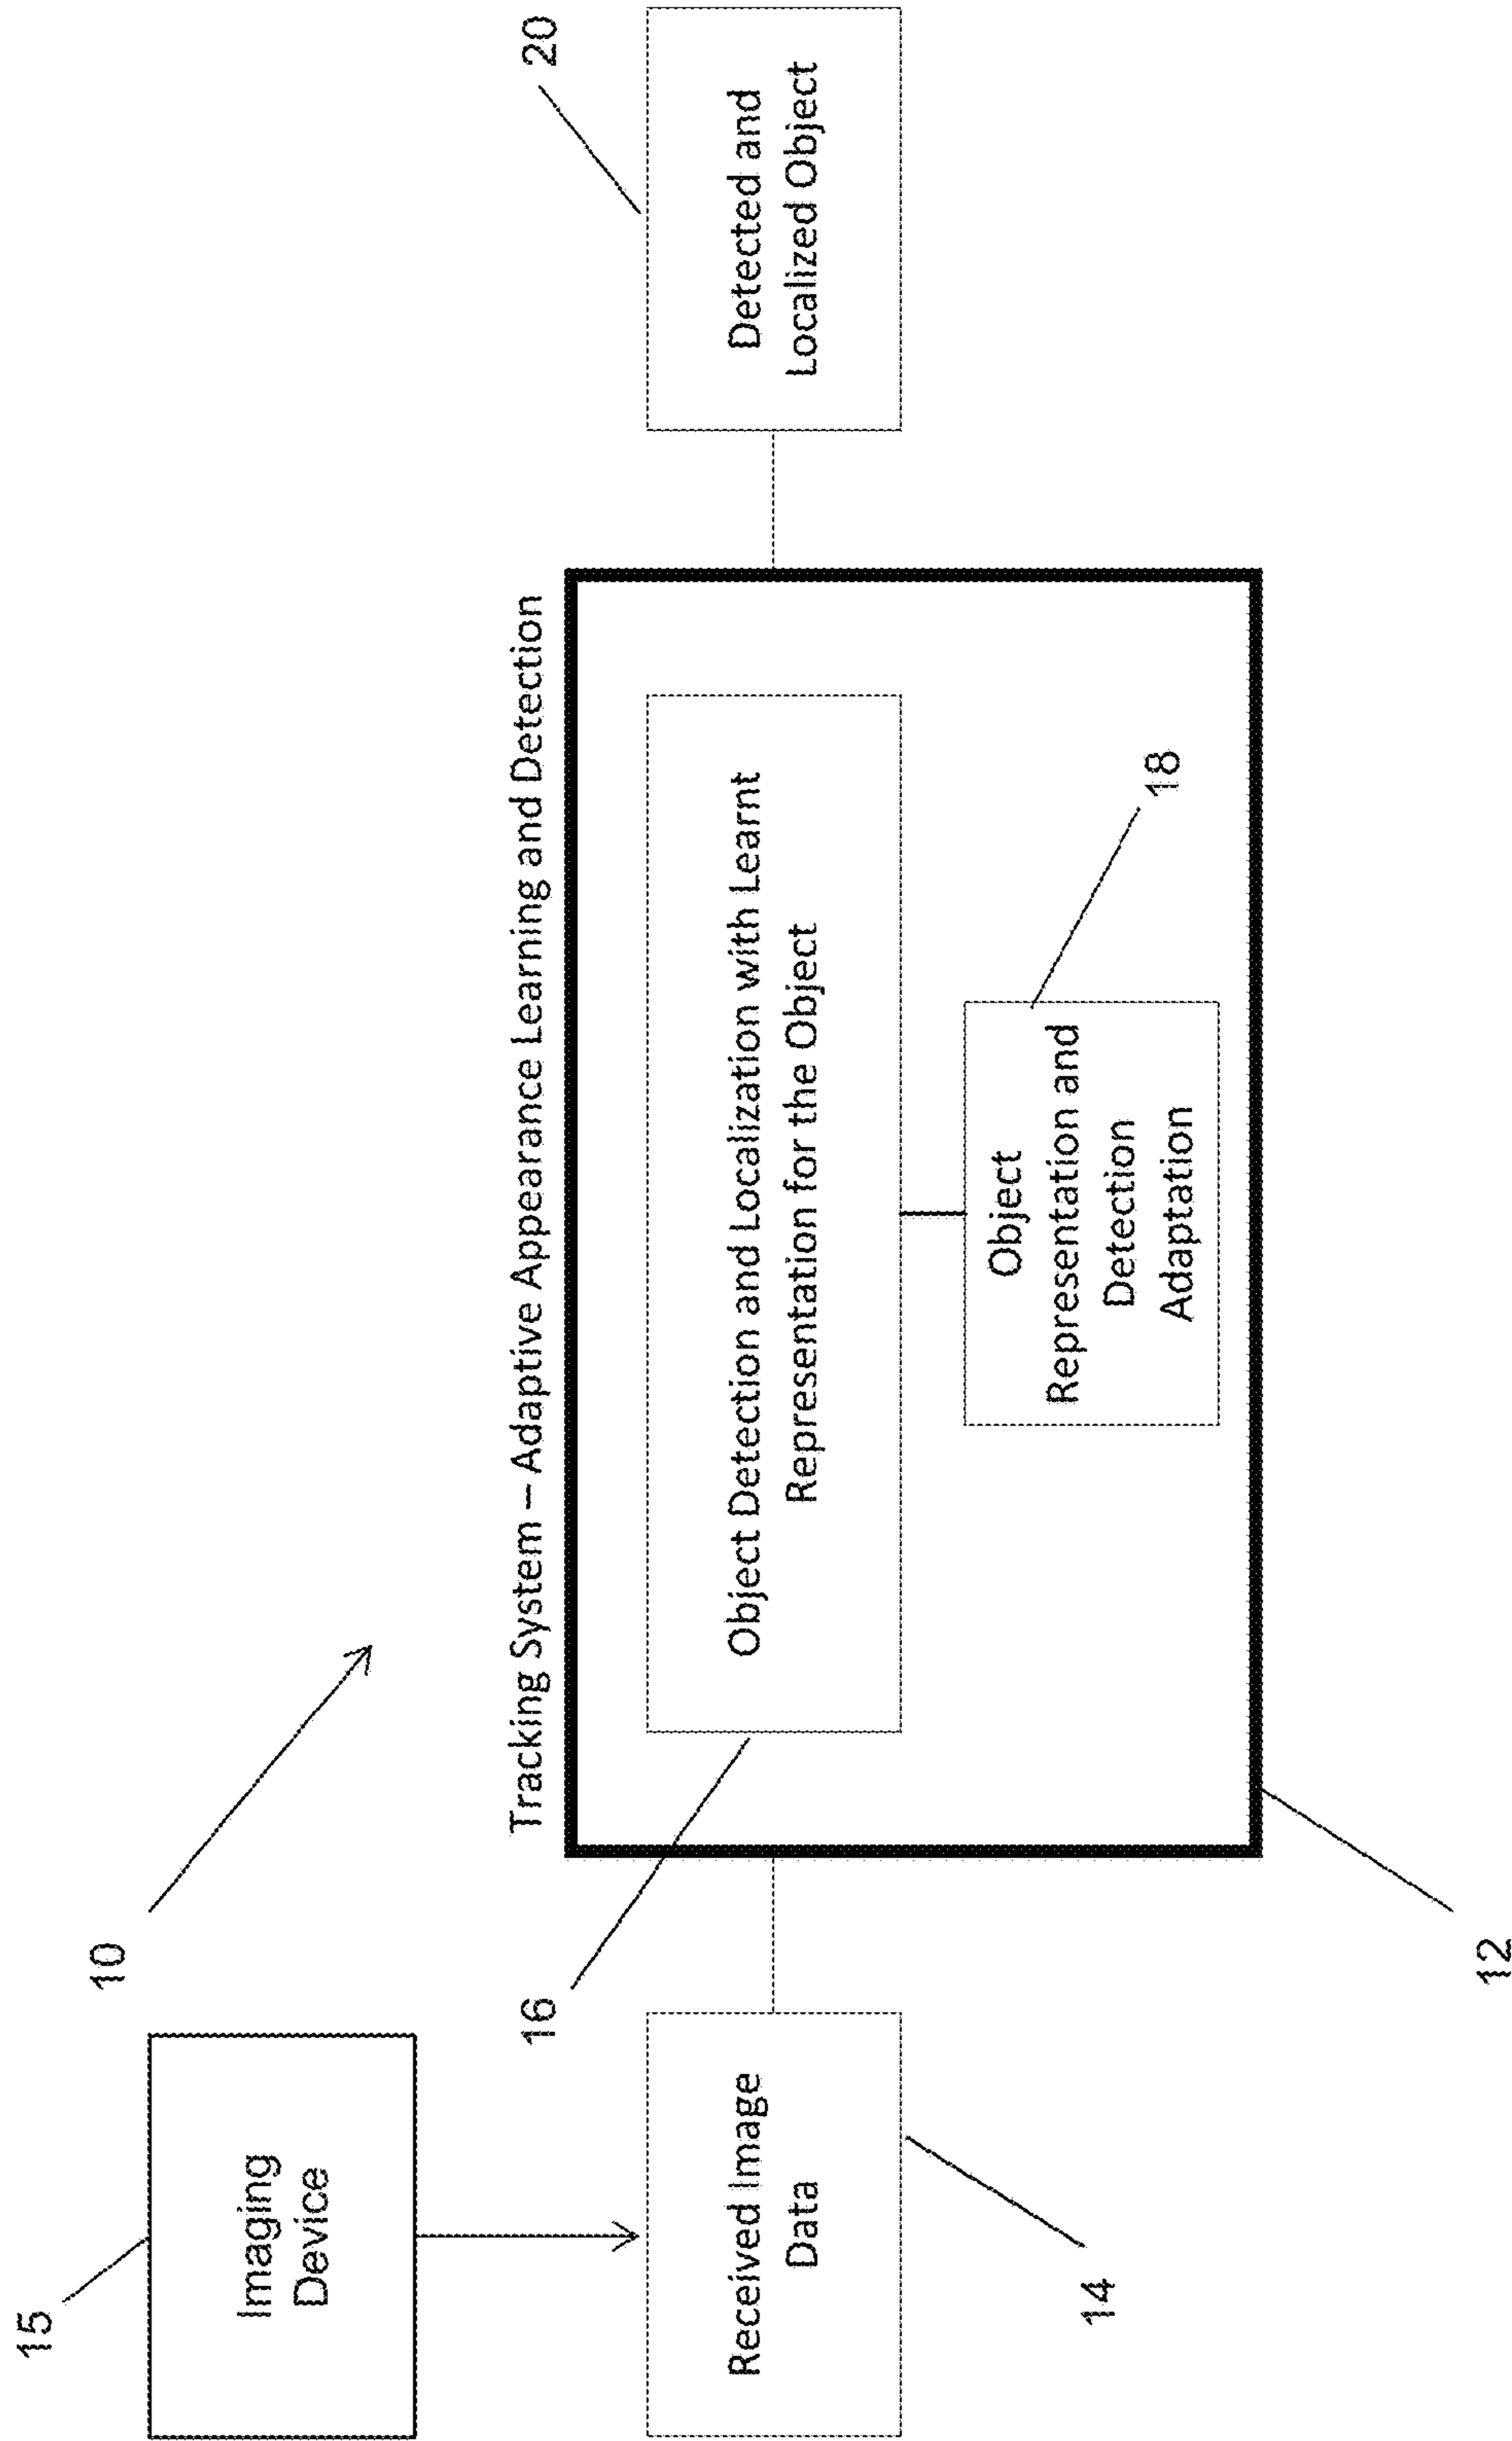 15
Imaging
Device
10
Tracking System – Adaptive Appearance Learning and Detection
16
20
Received Image
Data
Object Detection and Localization with Learnt
Representation for the Object
Detected and
Localized Object
Object
Representation and
Detection
Adaptation
18
14
12